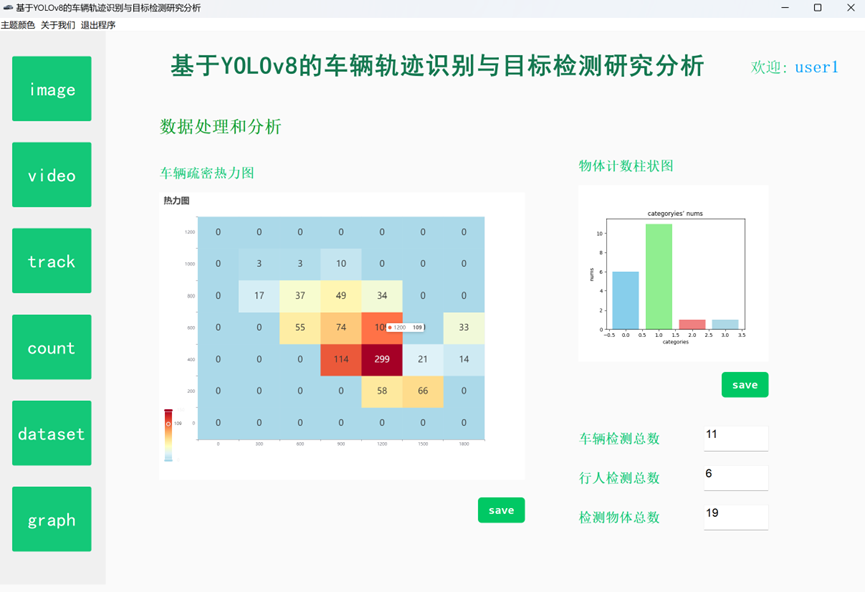 基于YOLOv8的车辆轨迹识别与目标检测研究分析
主题颜色 关于我们 退出程序
基于YOLOv8的车辆轨迹识别与目标检测研究分析
欢迎: user1
image
video
track
count
dataset
graph
数据处理和分析
车辆疏密热力图
热力图
1200 0 0 0 0 0 0 0
1000 0 3 3 10 0 0 0
800 0 17 37 49 34 0 0
600 0 0 55 74 109 33
1200 109
400 0 0 0 114 299 21 14
200 0 0 0 0 58 66 0
0 0 0 0 0 0 0 0
0 300 600 900 1200 1500 1800
save
物体计数柱状图
categoryies' nums
nums
10
8
6
4
2
0
−0.5 0.0 0.5 1.0 1.5 2.0 2.5 3.0 3.5
categories
save
车辆检测总数 11
行人检测总数 6
检测物体总数 19